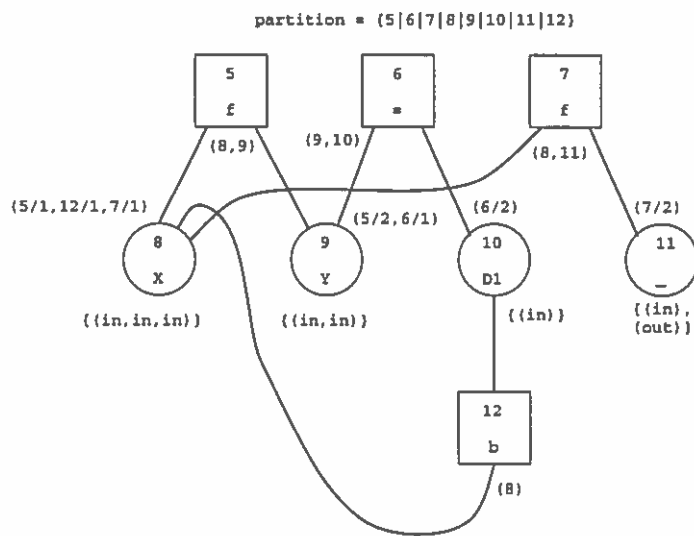 partition = {5|6|7|8|9|10|11|12}
5
f
6
=
7
f
(8,9)
(9,10)
(8,11)
(5/1,12/1,7/1)
(5/2,6/1)
(6/2)
(7/2)
8
X
9
Y
10
D1
11
_
{(in,in,in)}
{(in,in)}
{(in)}
{(in),
(out)}
12
b
(8)